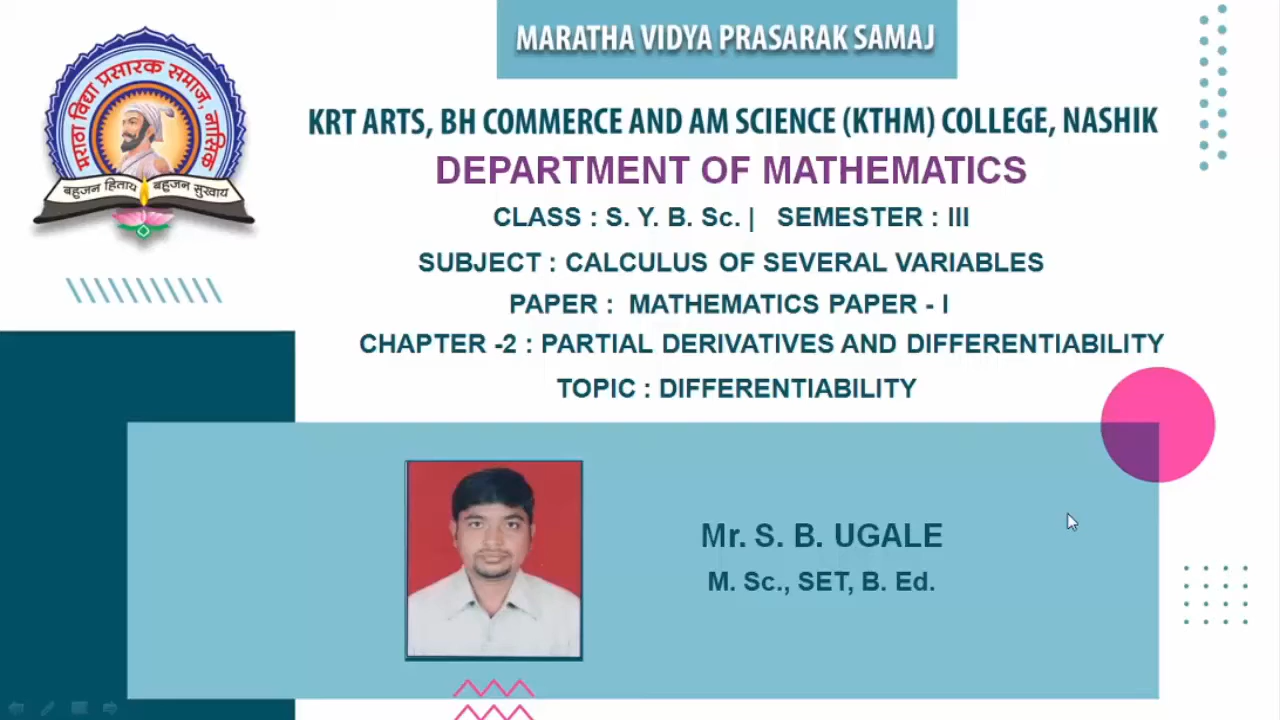 मराठा विद्या प्रसारक समाज, नाशिक
बहुजन हिताय बहुजन सुखाय
MARATHA VIDYA PRASARAK SAMAJ
KRT ARTS, BH COMMERCE AND AM SCIENCE (KTHM) COLLEGE, NASHIK
DEPARTMENT OF MATHEMATICS
CLASS : S. Y. B. Sc. | SEMESTER : III
SUBJECT : CALCULUS OF SEVERAL VARIABLES
PAPER : MATHEMATICS PAPER - I
CHAPTER -2 : PARTIAL DERIVATIVES AND DIFFERENTIABILITY
TOPIC : DIFFERENTIABILITY
Mr. S. B. UGALE
M. Sc., SET, B. Ed.